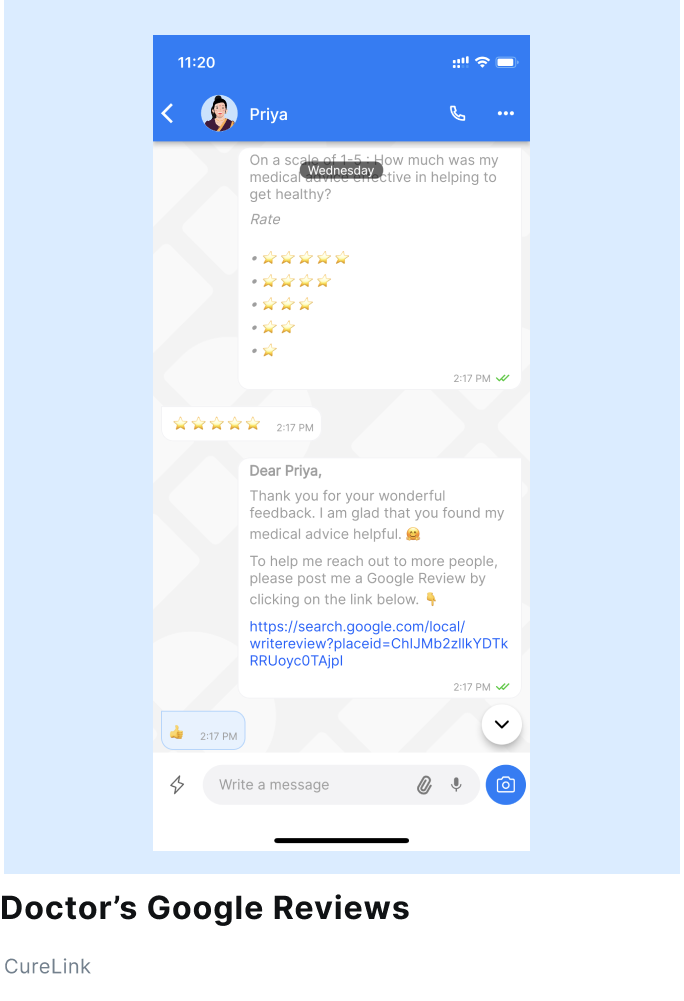 11:20
Priya
On a scale of 1-5 : How much was my
Wednesday
medical advice effective in helping to
get healthy?
Rate
2:17 PM
2:17 PM
Dear Priya,
Thank you for your wonderful
feedback. I am glad that you found my
medical advice helpful. 🤗
To help me reach out to more people,
please post me a Google Review by
clicking on the link below. 👇
https://search.google.com/local/
writereview?placeid=ChIJMb2zIlkYDTk
RRUoyc0TAjpI
2:17 PM
👍 2:17 PM
Write a message
Doctor’s Google Reviews
CureLink